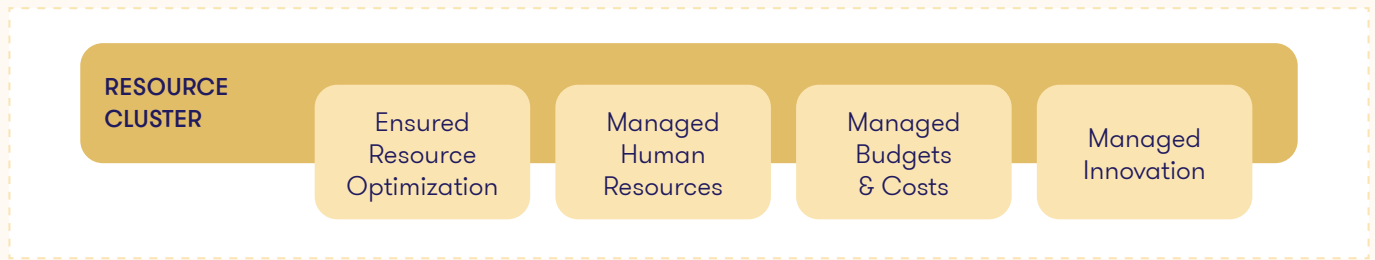 RESOURCE
CLUSTER
Ensured
Resource
Optimization
Managed
Human
Resources
Managed
Budgets
& Costs
Managed
Innovation